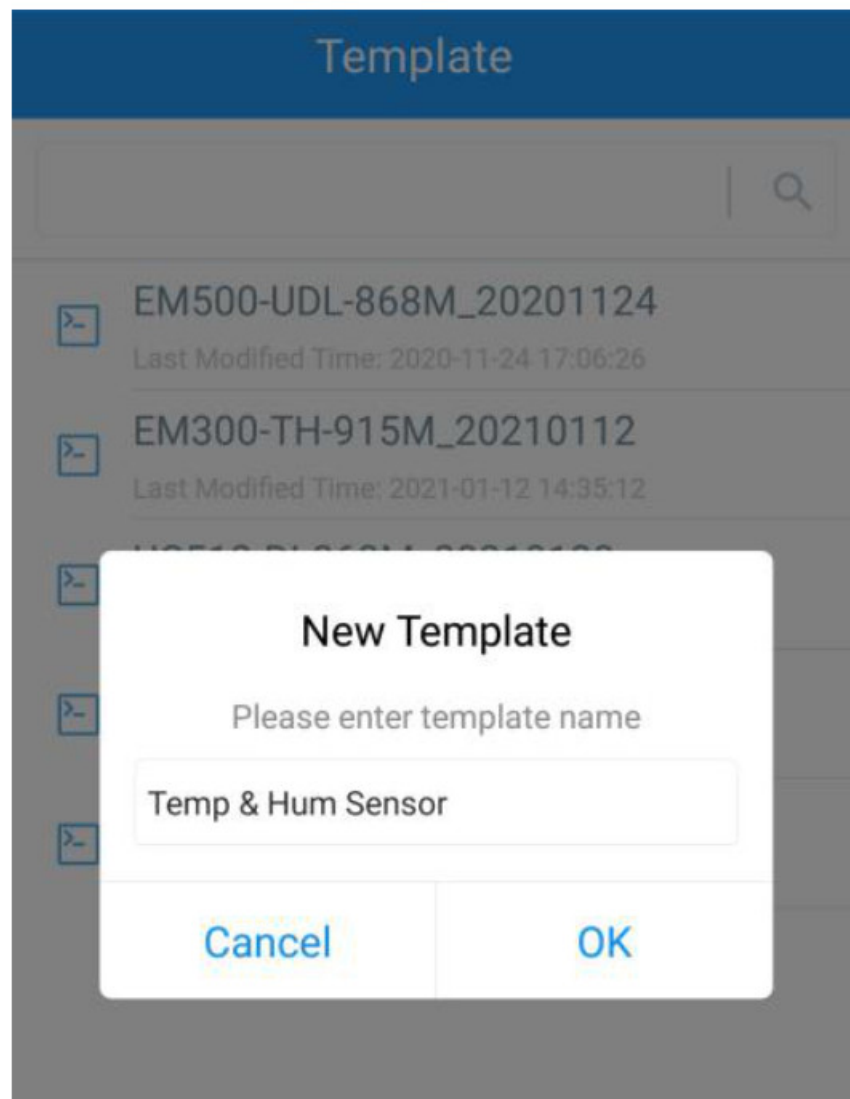 Template
EM500-UDL-868M_20201124
Last Modified Time: 2020-11-24 17:06:26
EM300-TH-915M_20210112
Last Modified Time: 2021-01-12 14:35:12
New Template
Please enter template name
Temp & Hum Sensor
Cancel
OK